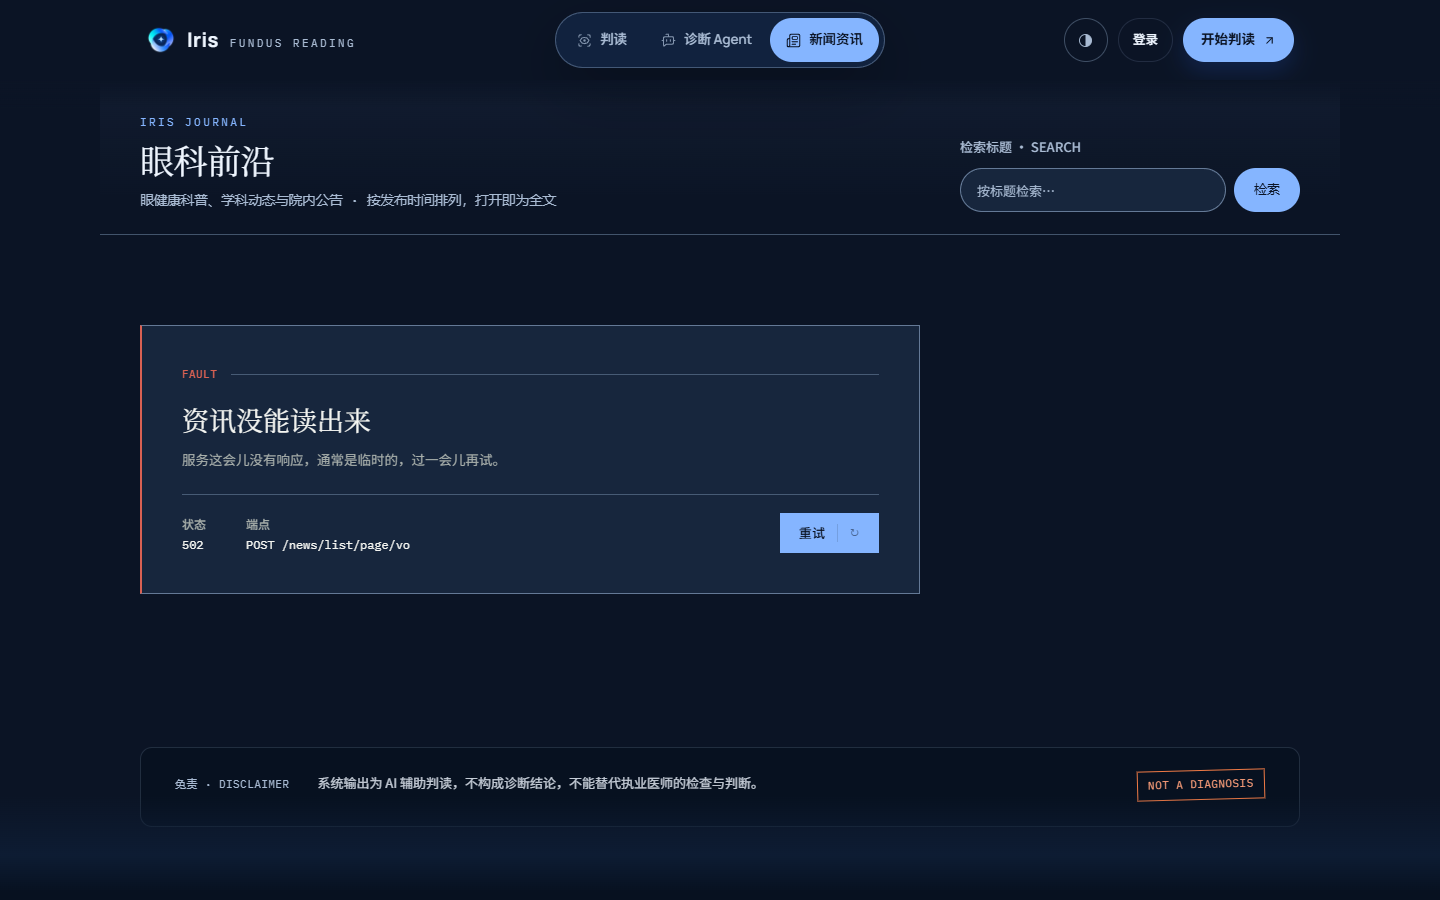 Iris FUNDUS READING
判读
诊断 Agent
新闻资讯
登录
开始判读
IRIS JOURNAL
眼科前沿
眼健康科普、学科动态与院内公告 · 按发布时间排列，打开即为全文
检索标题 • SEARCH
按标题检索…
检索
FAULT
资讯没能读出来
服务这会儿没有响应，通常是临时的，过一会儿再试。
状态
502
端点
POST /news/list/page/vo
重试
免责 · DISCLAIMER
系统输出为 AI 辅助判读，不构成诊断结论，不能替代执业医师的检查与判断。
NOT A DIAGNOSIS